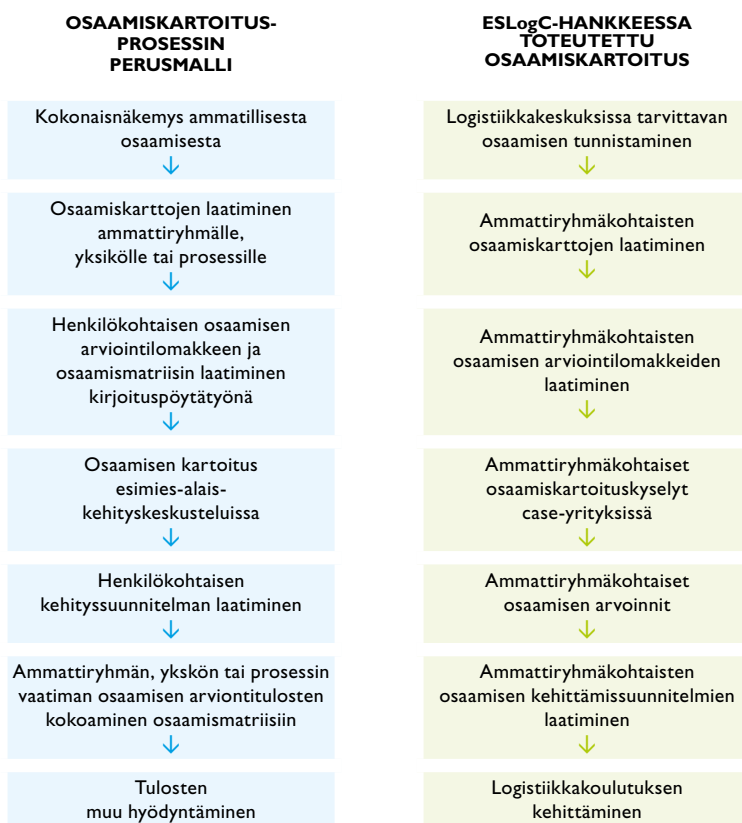 OSAAMISKARTOITUS-
PROSESSIN
PERUSMALLI
Kokonaisnäkemys ammatillisesta
osaamisesta
Osaamiskarttojen laatiminen
ammattiryhmälle,
yksikölle tai prosessille
Henkilökohtaisen osaamisen
arviointilomakkeen ja
osaamismatriisin laatiminen
kirjoituspöytätyönä
Osaamisen kartoitus
esimies-alais-
kehityskeskusteluissa
Henkilökohtaisen
kehityssuunnitelman laatiminen
Ammattiryhmän, ykskön tai prosessin
vaatiman osaamisen arviontitulosten
kokoaminen osaamismatriisiin
Tulosten
muu hyödyntäminen
ESLogC-HANKKEESSA
TOTEUTETTU
OSAAMISKARTOITUS
Logistiikkakeskuksissa tarvittavan
osaamisen tunnistaminen
Ammattiryhmäkohtaisten
osaamiskarttojen laatiminen
Ammattiryhmäkohtaisten
osaamisen arviointilomakkeiden
laatiminen
Ammattiryhmäkohtaiset
osaamiskartoituskyselyt
case-yrityksissä
Ammattiryhmäkohtaiset
osaamisen arvoinnit
Ammattiryhmäkohtaisten
osaamisen kehittämissuunnitelmien
laatiminen
Logistiikkakoulutuksen
kehittäminen